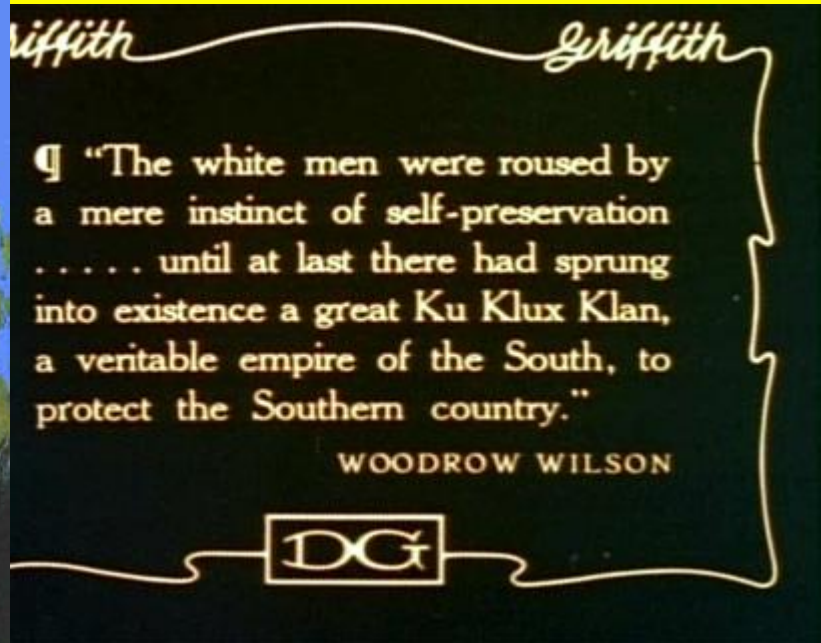 iffith Griffith
¶ “The white men were roused by
a mere instinct of self-preservation
..... until at last there had sprung
into existence a great Ku Klux Klan,
a veritable empire of the South, to
protect the Southern country.”
WOODROW WILSON
DG